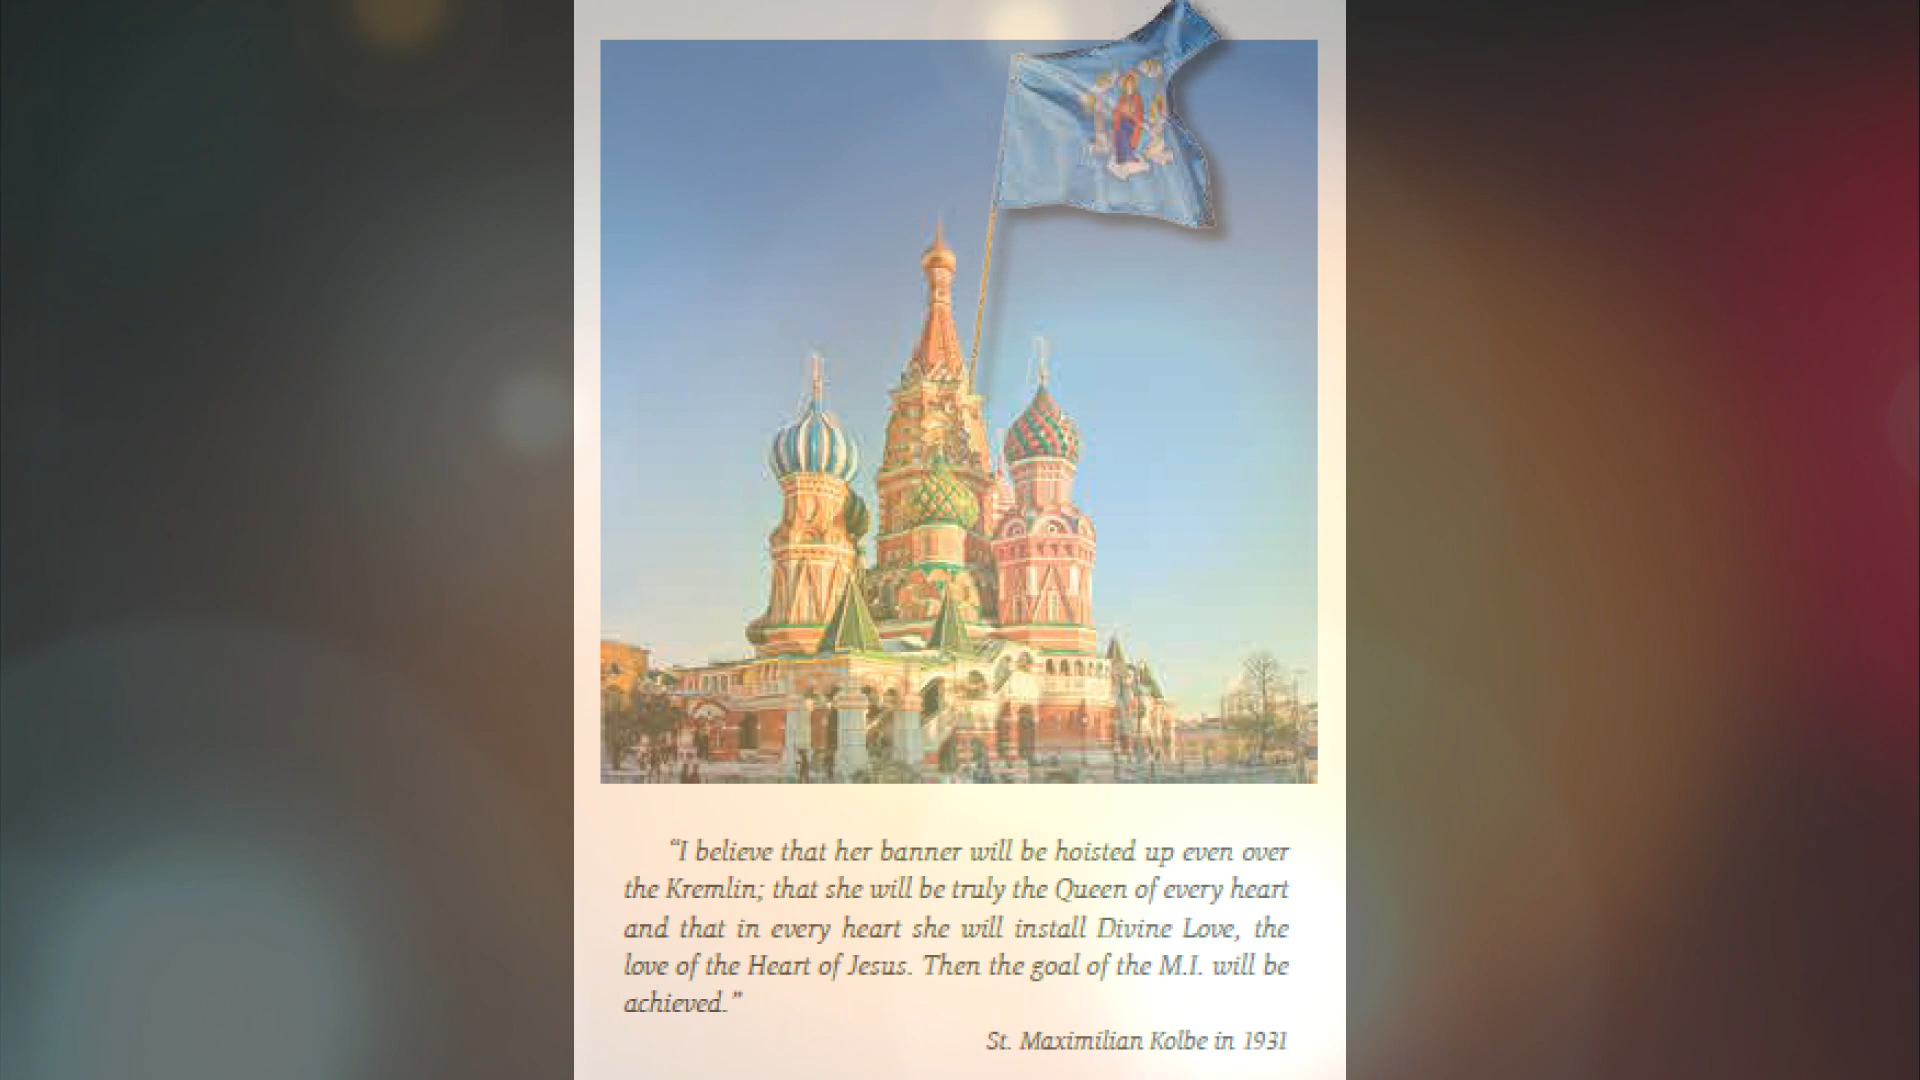 “I believe that her banner will be hoisted up even over
the Kremlin; that she will be truly the Queen of every heart
and that in every heart she will install Divine Love, the
love of the Heart of Jesus. Then the goal of the M.I. will be
achieved.”
St. Maximilian Kolbe in 1931